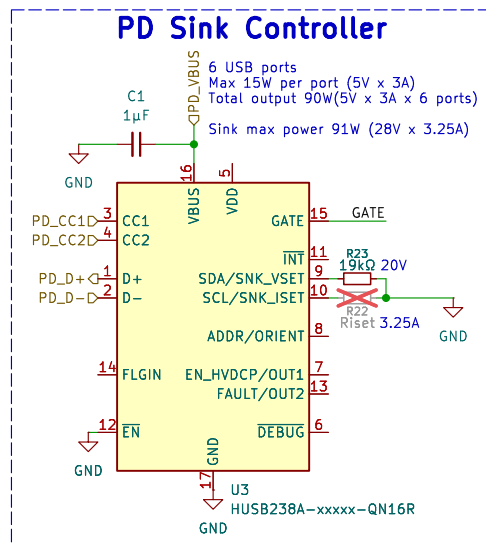 PD Sink Controller
PD_VBUS
6 USB ports
Max 15W per port (5V x 3A)
Total output 90W(5V x 3A x 6 ports)
Sink max power 91W (28V x 3.25A)
C1
1µF
GND
16
5
VBUS
VDD
PD_CC1
3
CC1
PD_CC2
4
CC2
PD_D+
1
D+
PD_D-
2
D-
14
FLGIN
12
EN
GND
GATE
15
GATE
INT
11
SDA/SNK_VSET
9
R23
19kΩ
20V
SCL/SNK_ISET
10
R22
Riset
3.25A
GND
ADDR/ORIENT
8
EN_HVDCP/OUT1
7
FAULT/OUT2
13
DEBUG
6
GND
17
GND
U3
HUSB238A-xxxxx-QN16R